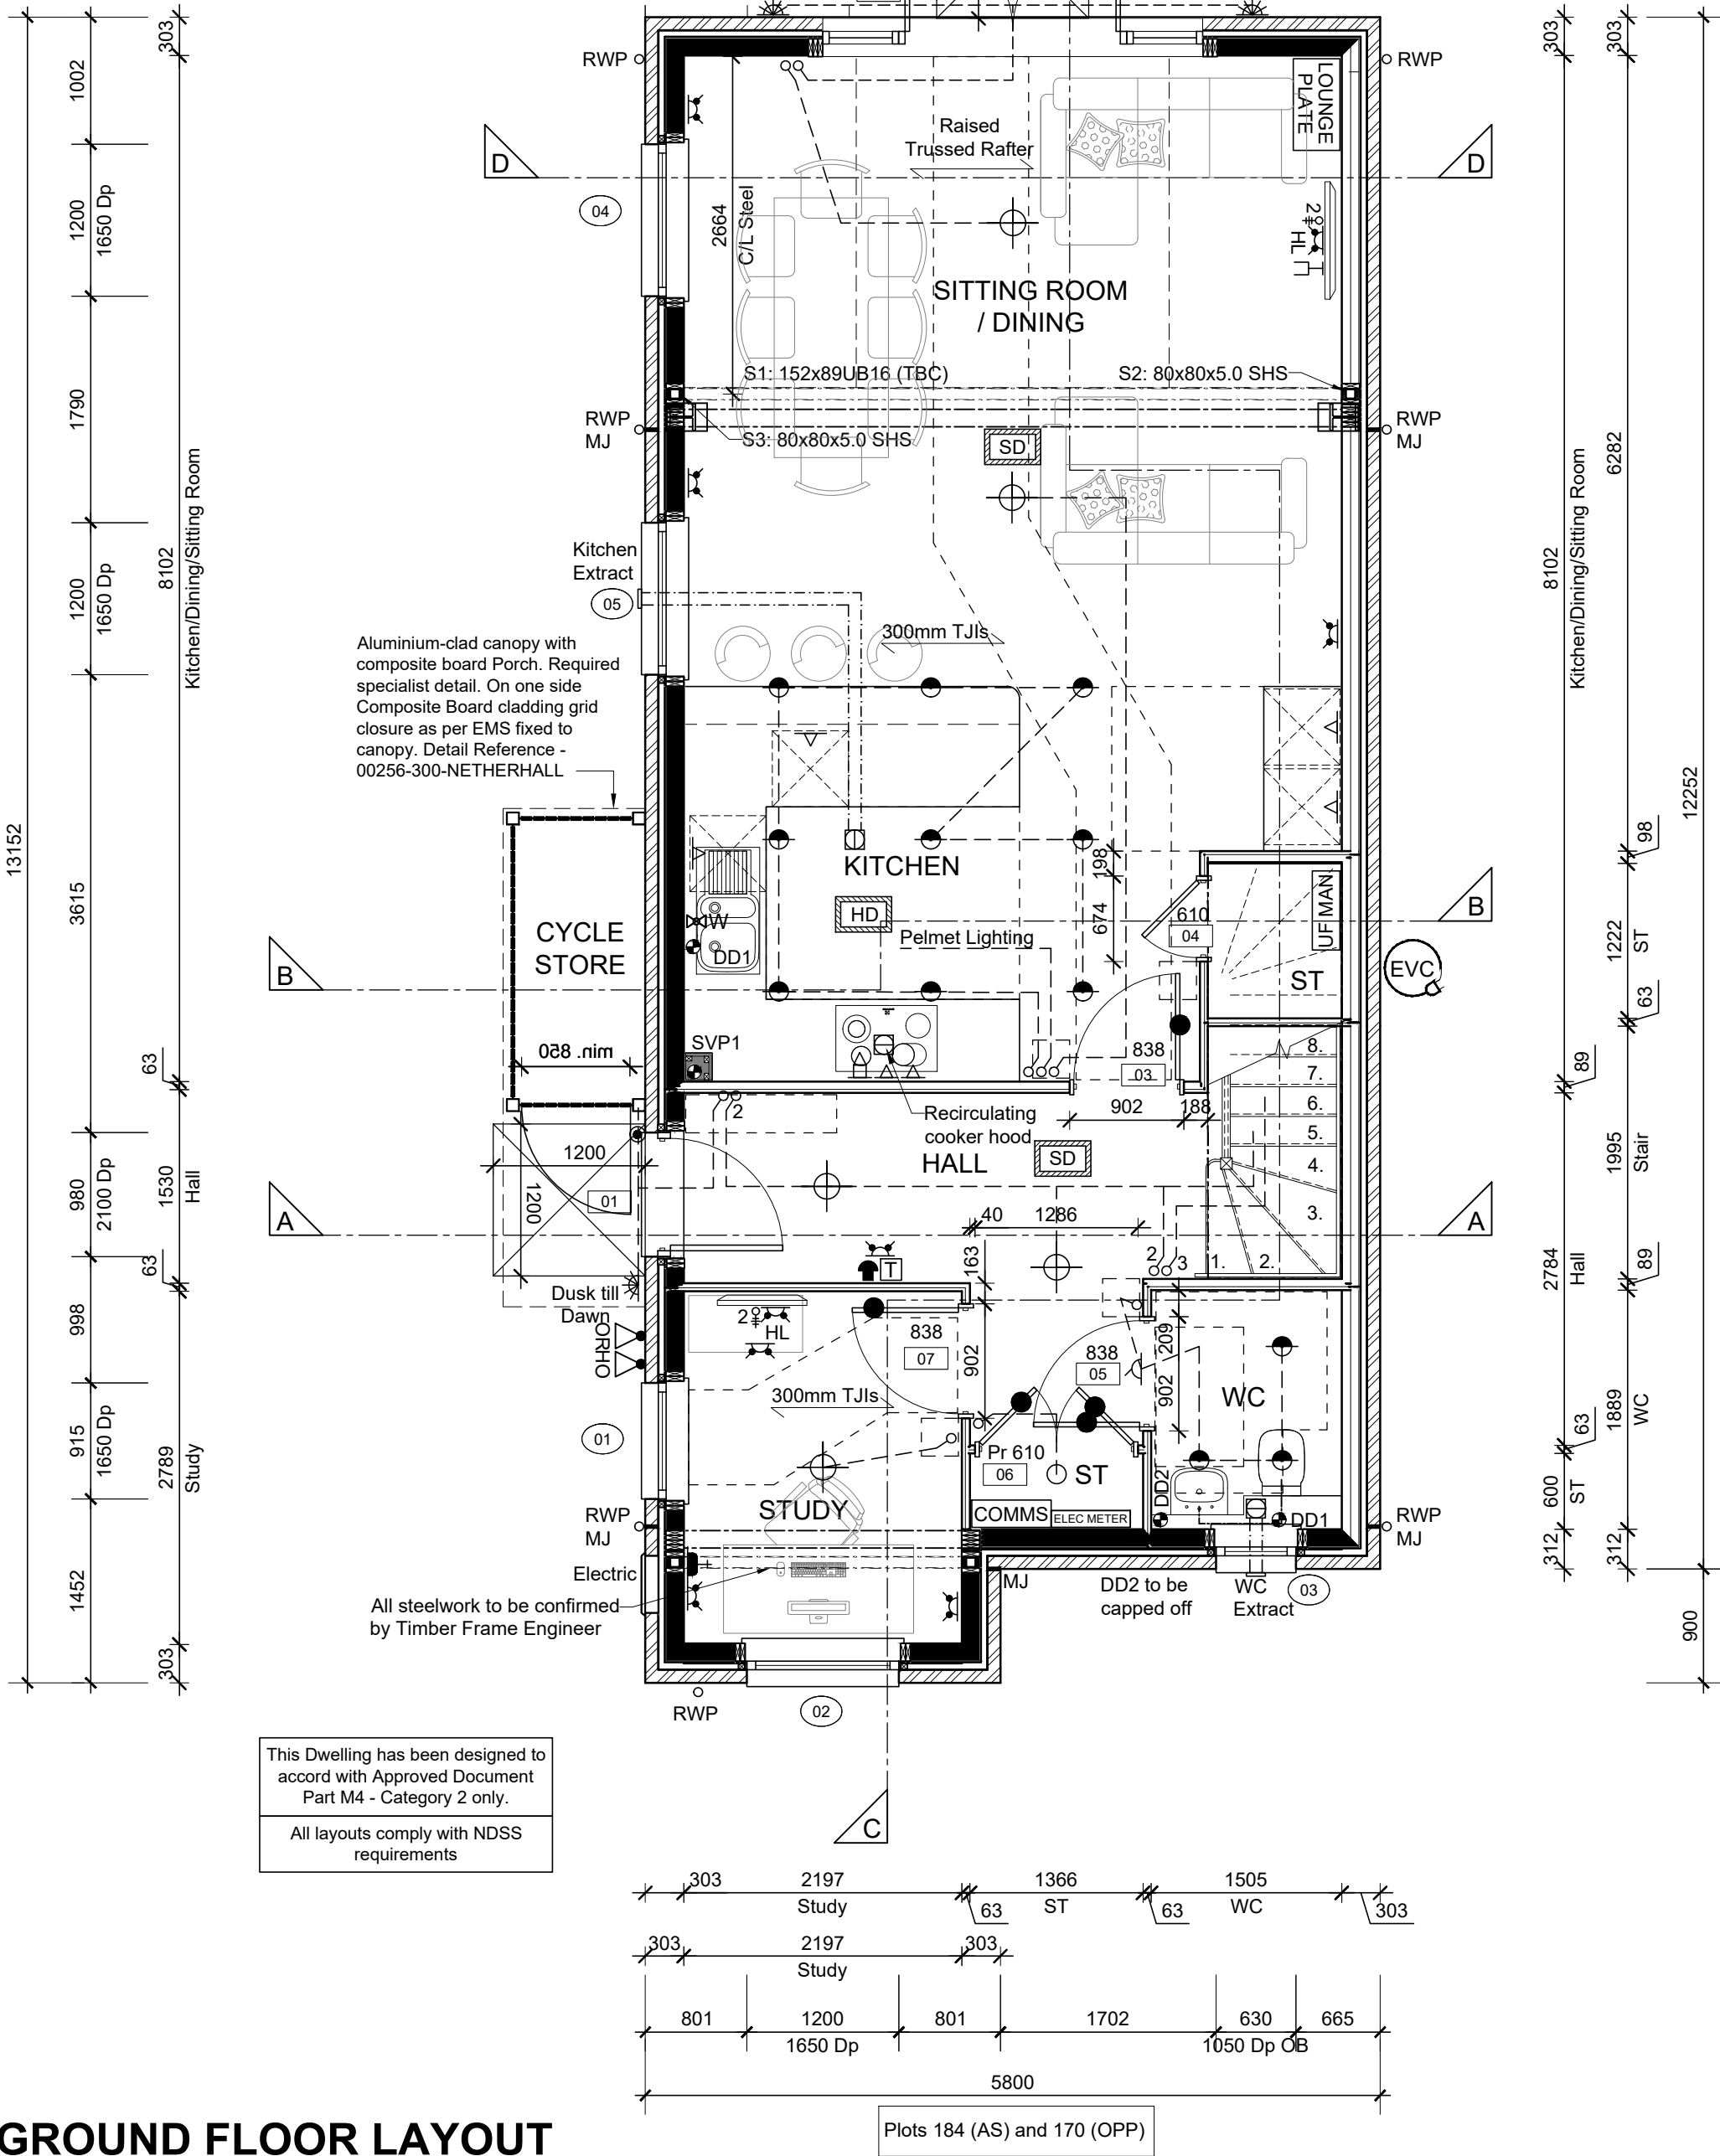 303
1002
1200
1650 Dp
1790
1200
1650 Dp
3615
980
2100 Dp
998
915
1650 Dp
1452
13152
8102
Kitchen/Dining/Sitting Room
63
1530
Hall
63
2789
Study
303
RWP
RWP
LOUNGE
PLATE
Raised
Trussed Rafter
D
D
04
2664
C/L Steel
2
HL
SITTING ROOM
/ DINING
S1: 152x89UB16 (TBC)
S2: 80x80x5.0 SHS
RWP
MJ
RWP
MJ
S3: 80x80x5.0 SHS
SD
Kitchen
Extract
05
300mm TJIs
Aluminium-clad canopy with
composite board Porch. Required
specialist detail. On one side
Composite Board cladding grid
closure as per EMS fixed to
canopy. Detail Reference -
00256-300-NETHERHALL
KITCHEN
198
674
HD
W
DD1
Pelmet Lighting
610
04
UF MAN
ST
B
B
EVC
CYCLE
STORE
min. 850
SVP1
838
03
902
188
Recirculating
cooker hood
HALL
SD
2
8.
7.
6.
5.
4.
3.
2.
1.
1200
1200
01
A
A
40
1286
163
2
3
T
Dusk till
Dawn
ORHO
2
HL
838
07
902
838
05
209
902
WC
300mm TJIs
01
Pr 610
06
ST
STUDY
COMMS
ELEC METER
DD2
DD1
RWP
MJ
RWP
MJ
Electric
MJ
DD2 to be
capped off
WC
Extract
03
All steelwork to be confirmed
by Timber Frame Engineer
RWP
02
C
303
303
8102
Kitchen/Dining/Sitting Room
6282
12252
98
1222
ST
63
89
1995
Stair
2784
Hall
89
1889
WC
63
600
ST
312
312
900
This Dwelling has been designed to
accord with Approved Document
Part M4 - Category 2 only.
All layouts comply with NDSS
requirements
303
2197
Study
63
1366
ST
63
1505
WC
303
303
2197
Study
303
801
1200
1650 Dp
801
1702
630
1050 Dp OB
665
5800
Plots 184 (AS) and 170 (OPP)
GROUND FLOOR LAYOUT